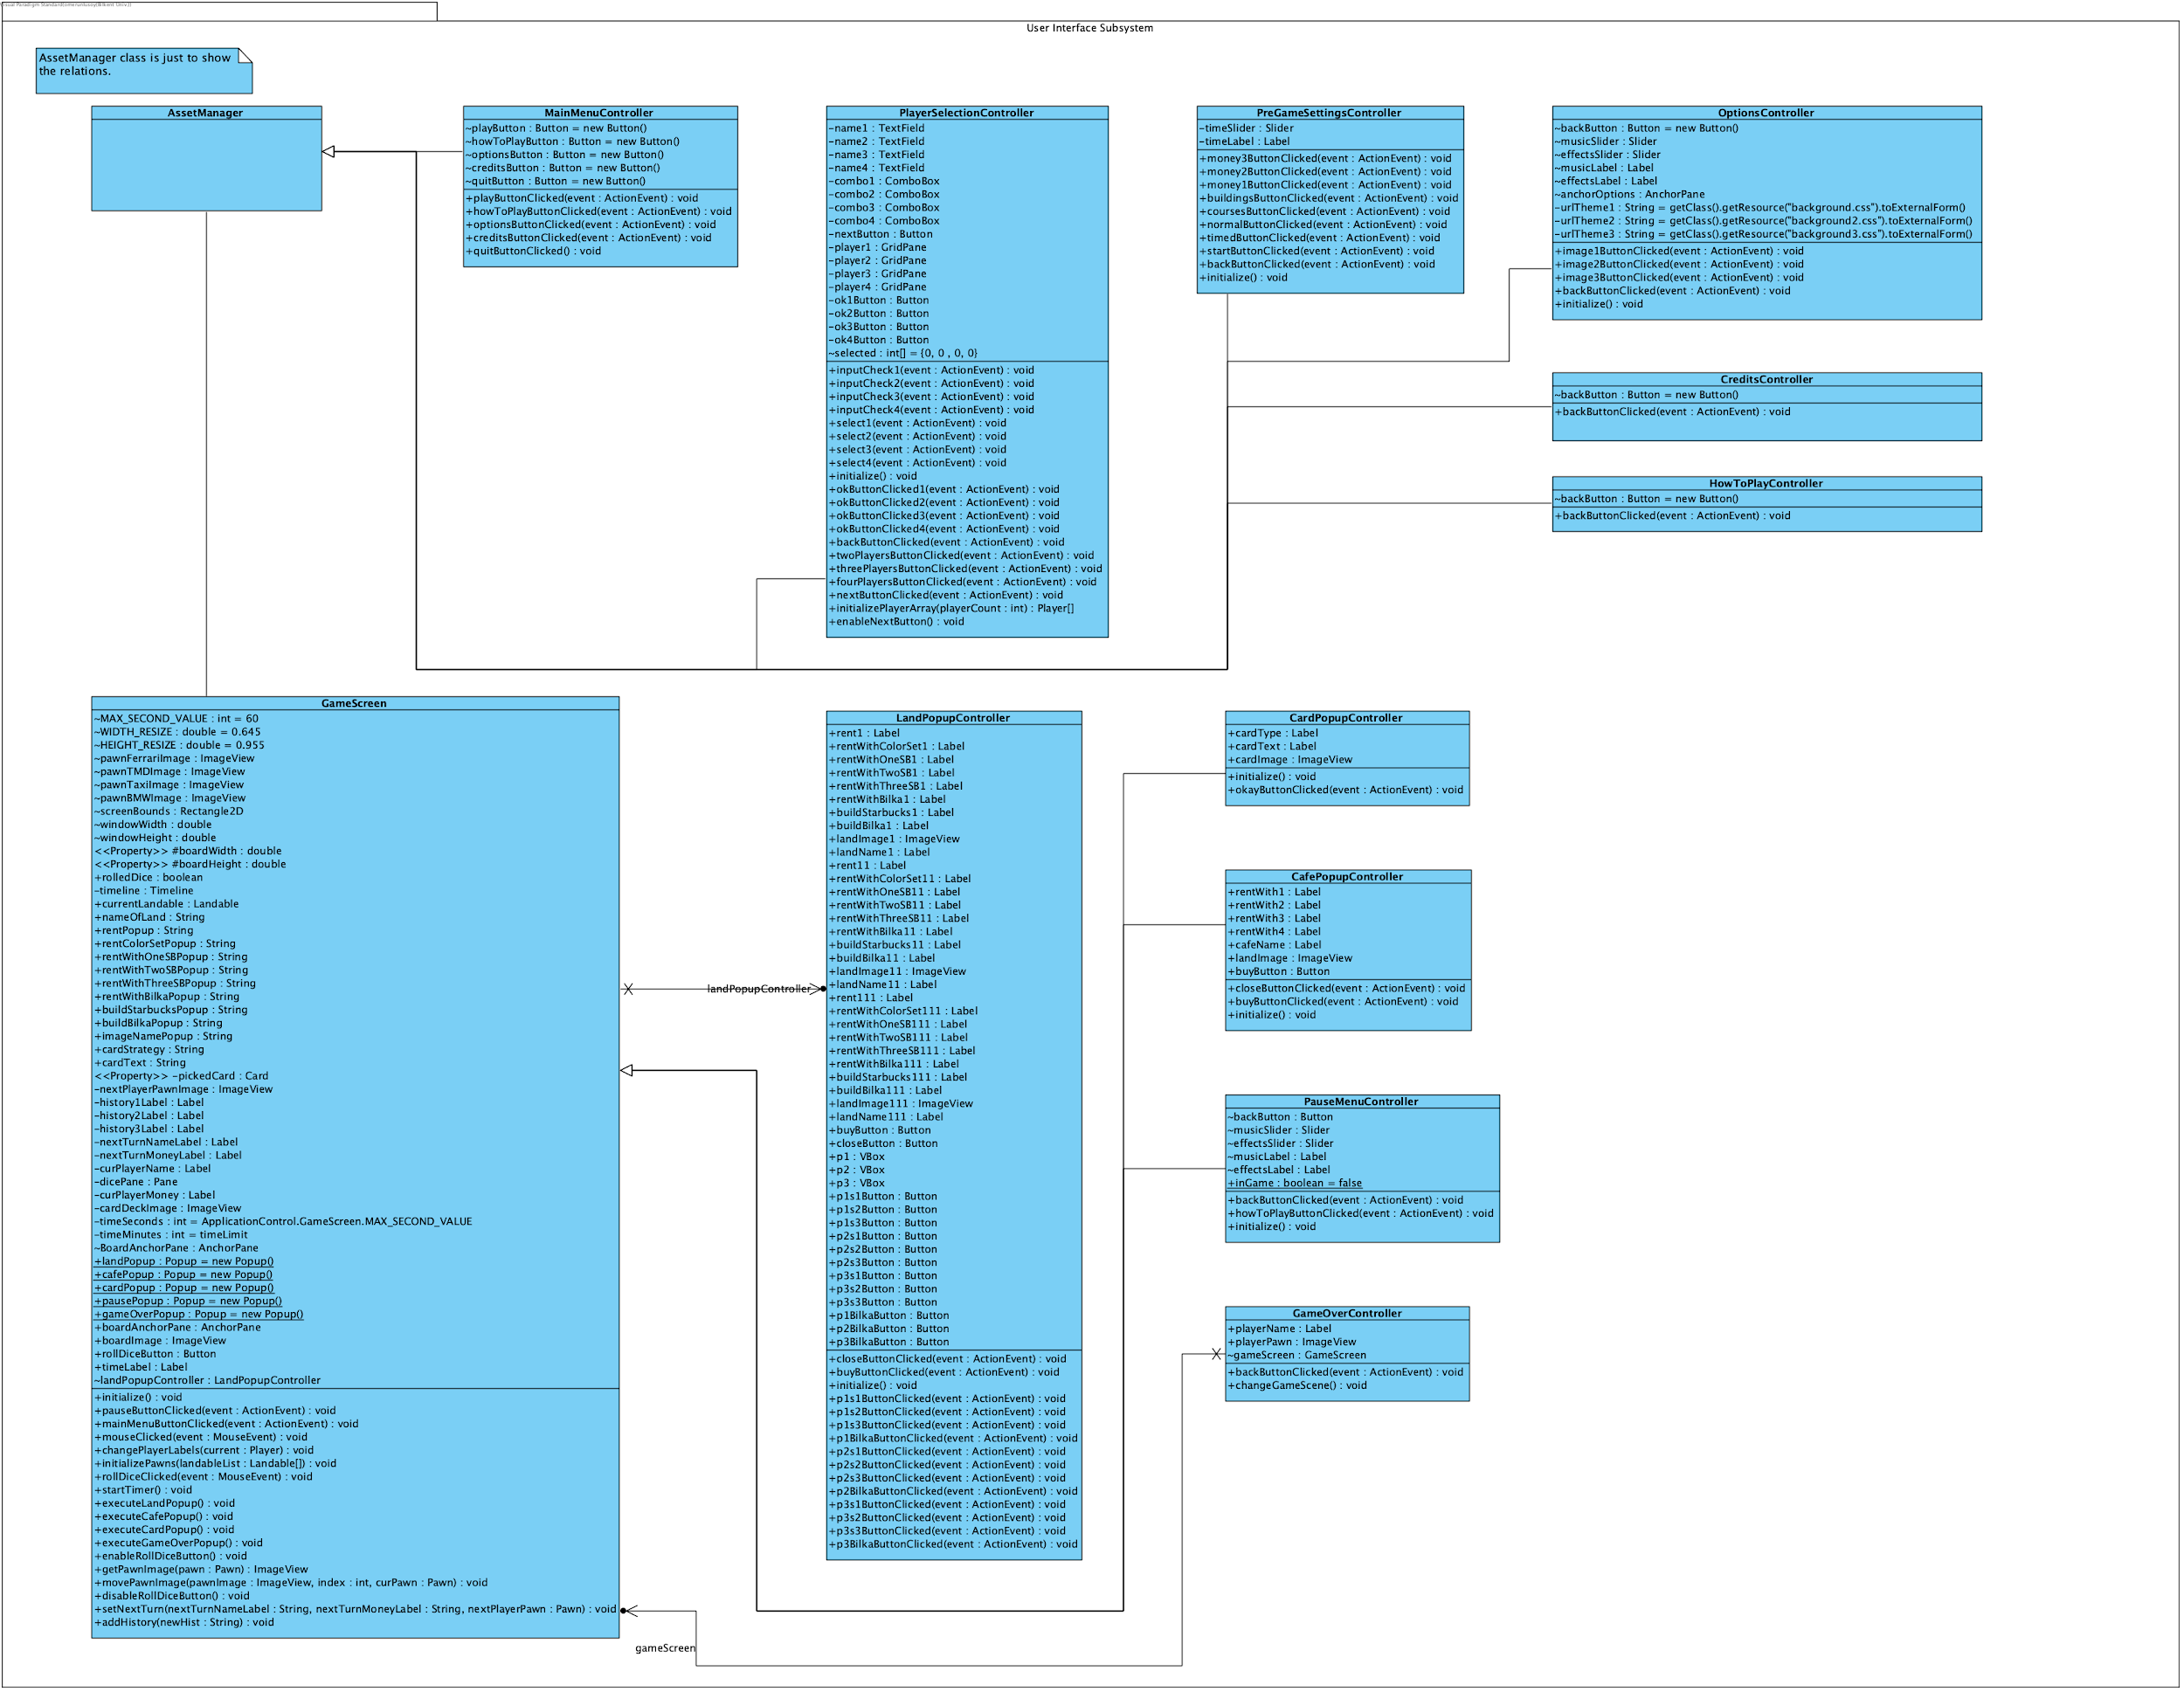 User Interface Subsystem
AssetManager class is just to show
the relations.
AssetManager
MainMenuController
~playButton : Button = new Button()
~howToPlayButton : Button = new Button()
~optionsButton : Button = new Button()
~creditsButton : Button = new Button()
~quitButton : Button = new Button()
+playButtonClicked(event : ActionEvent) : void
+howToPlayButtonClicked(event : ActionEvent) : void
+optionsButtonClicked(event : ActionEvent) : void
+creditsButtonClicked(event : ActionEvent) : void
+quitButtonClicked() : void
PlayerSelectionController
-name1 : TextField
-name2 : TextField
-name3 : TextField
-name4 : TextField
-combo1 : ComboBox
-combo2 : ComboBox
-combo3 : ComboBox
-combo4 : ComboBox
-nextButton : Button
-player1 : GridPane
-player2 : GridPane
-player3 : GridPane
-player4 : GridPane
-ok1Button : Button
-ok2Button : Button
-ok3Button : Button
-ok4Button : Button
~selected : int[] = {0, 0 , 0, 0}
+inputCheck1(event : ActionEvent) : void
+inputCheck2(event : ActionEvent) : void
+inputCheck3(event : ActionEvent) : void
+inputCheck4(event : ActionEvent) : void
+select1(event : ActionEvent) : void
+select2(event : ActionEvent) : void
+select3(event : ActionEvent) : void
+select4(event : ActionEvent) : void
+initialize() : void
+okButtonClicked1(event : ActionEvent) : void
+okButtonClicked2(event : ActionEvent) : void
+okButtonClicked3(event : ActionEvent) : void
+okButtonClicked4(event : ActionEvent) : void
+backButtonClicked(event : ActionEvent) : void
+twoPlayersButtonClicked(event : ActionEvent) : void
+threePlayersButtonClicked(event : ActionEvent) : void
+fourPlayersButtonClicked(event : ActionEvent) : void
+nextButtonClicked(event : ActionEvent) : void
+initializePlayerArray(playerCount : int) : Player[]
+enableNextButton() : void
PreGameSettingsController
-timeSlider : Slider
-timeLabel : Label
+money3ButtonClicked(event : ActionEvent) : void
+money2ButtonClicked(event : ActionEvent) : void
+money1ButtonClicked(event : ActionEvent) : void
+buildingsButtonClicked(event : ActionEvent) : void
+coursesButtonClicked(event : ActionEvent) : void
+normalButtonClicked(event : ActionEvent) : void
+timedButtonClicked(event : ActionEvent) : void
+startButtonClicked(event : ActionEvent) : void
+backButtonClicked(event : ActionEvent) : void
+initialize() : void
OptionsController
~backButton : Button = new Button()
~musicSlider : Slider
~effectsSlider : Slider
~musicLabel : Label
~effectsLabel : Label
~anchorOptions : AnchorPane
-urlTheme1 : String = getClass().getResource("background.css").toExternalForm()
-urlTheme2 : String = getClass().getResource("background2.css").toExternalForm()
-urlTheme3 : String = getClass().getResource("background3.css").toExternalForm()
+image1ButtonClicked(event : ActionEvent) : void
+image2ButtonClicked(event : ActionEvent) : void
+image3ButtonClicked(event : ActionEvent) : void
+backButtonClicked(event : ActionEvent) : void
+initialize() : void
CreditsController
~backButton : Button = new Button()
+backButtonClicked(event : ActionEvent) : void
HowToPlayController
~backButton : Button = new Button()
+backButtonClicked(event : ActionEvent) : void
GameScreen
~MAX_SECOND_VALUE : int = 60
~WIDTH_RESIZE : double = 0.645
~HEIGHT_RESIZE : double = 0.955
~pawnFerrariImage : ImageView
~pawnTMDImage : ImageView
~pawnTaxiImage : ImageView
~pawnBMWImage : ImageView
~screenBounds : Rectangle2D
~windowWidth : double
~windowHeight : double
<<Property>> #boardWidth : double
<<Property>> #boardHeight : double
+rolledDice : boolean
-timeline : Timeline
+currentLandable : Landable
+nameOfLand : String
+rentPopup : String
+rentColorSetPopup : String
+rentWithOneSBPopup : String
+rentWithTwoSBPopup : String
+rentWithThreeSBPopup : String
+rentWithBilkaPopup : String
+buildStarbucksPopup : String
+buildBilkaPopup : String
+imageNamePopup : String
+cardStrategy : String
+cardText : String
<<Property>> -pickedCard : Card
-nextPlayerPawnImage : ImageView
-history1Label : Label
-history2Label : Label
-history3Label : Label
-nextTurnNameLabel : Label
-nextTurnMoneyLabel : Label
-curPlayerName : Label
-dicePane : Pane
-curPlayerMoney : Label
-cardDeckImage : ImageView
-timeSeconds : int = ApplicationControl.GameScreen.MAX_SECOND_VALUE
-timeMinutes : int = timeLimit
~BoardAnchorPane : AnchorPane
+landPopup : Popup = new Popup()
+cafePopup : Popup = new Popup()
+cardPopup : Popup = new Popup()
+pausePopup : Popup = new Popup()
+gameOverPopup : Popup = new Popup()
+boardAnchorPane : AnchorPane
+boardImage : ImageView
+rollDiceButton : Button
+timeLabel : Label
~landPopupController : LandPopupController
+initialize() : void
+pauseButtonClicked(event : ActionEvent) : void
+mainMenuButtonClicked(event : ActionEvent) : void
+mouseClicked(event : MouseEvent) : void
+changePlayerLabels(current : Player) : void
+initializePawns(landableList : Landable[]) : void
+rollDiceClicked(event : MouseEvent) : void
+startTimer() : void
+executeLandPopup() : void
+executeCafePopup() : void
+executeCardPopup() : void
+executeGameOverPopup() : void
+enableRollDiceButton() : void
+getPawnImage(pawn : Pawn) : ImageView
+movePawnImage(pawnImage : ImageView, index : int, curPawn : Pawn) : void
+disableRollDiceButton() : void
+setNextTurn(nextTurnNameLabel : String, nextTurnMoneyLabel : String, nextPlayerPawn : Pawn) : void
+addHistory(newHist : String) : void
landPopupController
gameScreen
LandPopupController
+rent1 : Label
+rentWithColorSet1 : Label
+rentWithOneSB1 : Label
+rentWithTwoSB1 : Label
+rentWithThreeSB1 : Label
+rentWithBilka1 : Label
+buildStarbucks1 : Label
+buildBilka1 : Label
+landImage1 : ImageView
+landName1 : Label
+rent11 : Label
+rentWithColorSet11 : Label
+rentWithOneSB11 : Label
+rentWithTwoSB11 : Label
+rentWithThreeSB11 : Label
+rentWithBilka11 : Label
+buildStarbucks11 : Label
+buildBilka11 : Label
+landImage11 : ImageView
+landName11 : Label
+rent111 : Label
+rentWithColorSet111 : Label
+rentWithOneSB111 : Label
+rentWithTwoSB111 : Label
+rentWithThreeSB111 : Label
+rentWithBilka111 : Label
+buildStarbucks111 : Label
+buildBilka111 : Label
+landImage111 : ImageView
+landName111 : Label
+buyButton : Button
+closeButton : Button
+p1 : VBox
+p2 : VBox
+p3 : VBox
+p1s1Button : Button
+p1s2Button : Button
+p1s3Button : Button
+p2s1Button : Button
+p2s2Button : Button
+p2s3Button : Button
+p3s1Button : Button
+p3s2Button : Button
+p3s3Button : Button
+p1BilkaButton : Button
+p2BilkaButton : Button
+p3BilkaButton : Button
+closeButtonClicked(event : ActionEvent) : void
+buyButtonClicked(event : ActionEvent) : void
+initialize() : void
+p1s1ButtonClicked(event : ActionEvent) : void
+p1s2ButtonClicked(event : ActionEvent) : void
+p1s3ButtonClicked(event : ActionEvent) : void
+p1BilkaButtonClicked(event : ActionEvent) : void
+p2s1ButtonClicked(event : ActionEvent) : void
+p2s2ButtonClicked(event : ActionEvent) : void
+p2s3ButtonClicked(event : ActionEvent) : void
+p2BilkaButtonClicked(event : ActionEvent) : void
+p3s1ButtonClicked(event : ActionEvent) : void
+p3s2ButtonClicked(event : ActionEvent) : void
+p3s3ButtonClicked(event : ActionEvent) : void
+p3BilkaButtonClicked(event : ActionEvent) : void
CardPopupController
+cardType : Label
+cardText : Label
+cardImage : ImageView
+initialize() : void
+okayButtonClicked(event : ActionEvent) : void
CafePopupController
+rentWith1 : Label
+rentWith2 : Label
+rentWith3 : Label
+rentWith4 : Label
+cafeName : Label
+landImage : ImageView
+buyButton : Button
+closeButtonClicked(event : ActionEvent) : void
+buyButtonClicked(event : ActionEvent) : void
+initialize() : void
PauseMenuController
~backButton : Button
~musicSlider : Slider
~effectsSlider : Slider
~musicLabel : Label
~effectsLabel : Label
+inGame : boolean = false
+backButtonClicked(event : ActionEvent) : void
+howToPlayButtonClicked(event : ActionEvent) : void
+initialize() : void
GameOverController
+playerName : Label
+playerPawn : ImageView
~gameScreen : GameScreen
+backButtonClicked(event : ActionEvent) : void
+changeGameScene() : void